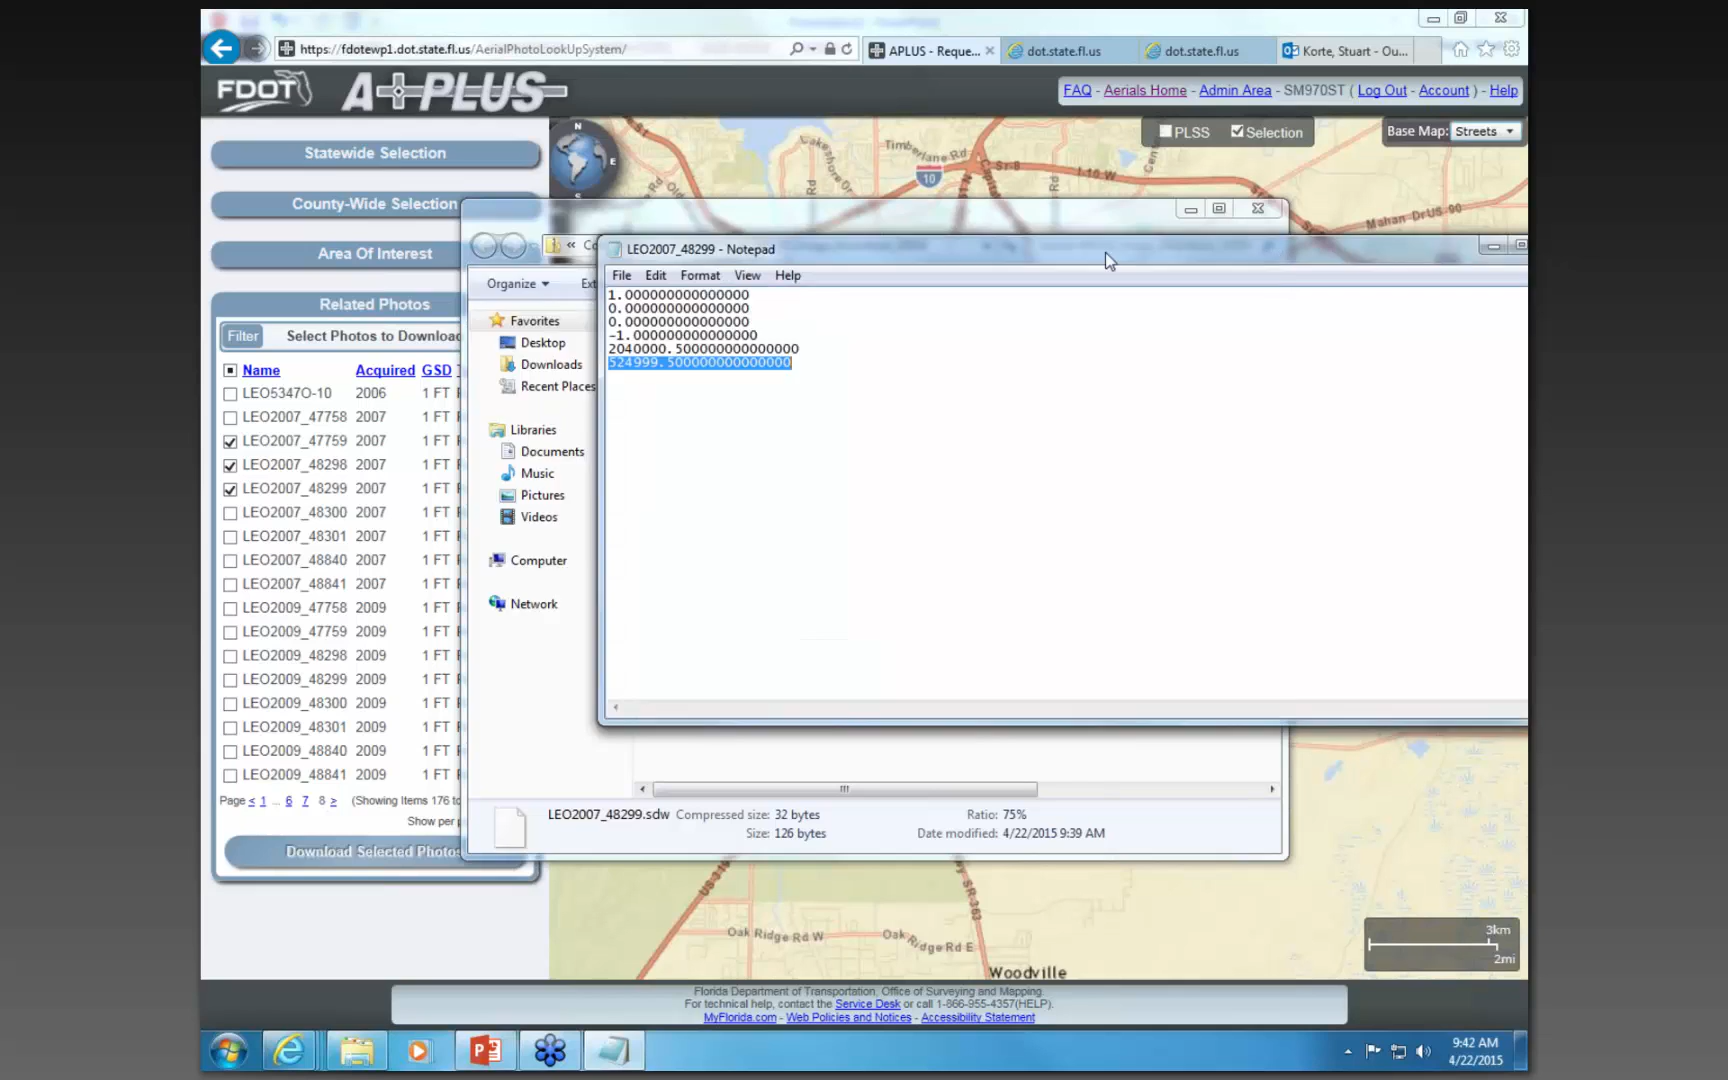 https://fdotewp1.dot.state.fl.us/AerialPhotoLookUpSystem/
APLUS - Reque...
dot.state.fl.us
dot.state.fl.us
Korte, Stuart - Ou...
FDOT
A+PLUS
FAQ - Aerials Home - Admin Area - SM970ST ( Log Out - Account ) - Help
Statewide Selection
County-Wide Selection
Area Of Interest
Related Photos
Filter
Select Photos to Download
Name Acquired GSD
LEO5347O-10 2006 1 FT
LEO2007_47758 2007 1 FT
LEO2007_47759 2007 1 FT
LEO2007_48298 2007 1 FT
LEO2007_48299 2007 1 FT
LEO2007_48300 2007 1 FT
LEO2007_48301 2007 1 FT
LEO2007_48840 2007 1 FT
LEO2007_48841 2007 1 FT
LEO2009_47758 2009 1 FT
LEO2009_47759 2009 1 FT
LEO2009_48298 2009 1 FT
LEO2009_48299 2009 1 FT
LEO2009_48300 2009 1 FT
LEO2009_48301 2009 1 FT
LEO2009_48840 2009 1 FT
LEO2009_48841 2009 1 FT
Page < 1 ... 6 7 8 > (Showing Items 176 to
Show per
Download Selected Photos
N
E
S
PLSS
Selection
Base Map: Streets
Lakeshore Dr
Timberlane Rd
10
I-10 W
Mahan Dr US 90
« Co
Organize
Ext
Favorites
Desktop
Downloads
Recent Places
Libraries
Documents
Music
Pictures
Videos
Computer
Network
LEO2007_48299 - Notepad
File Edit Format View Help
1.000000000000000
0.000000000000000
0.000000000000000
-1.000000000000000
2040000.500000000000000
524999.500000000000000
LEO2007_48299.sdw Compressed size: 32 bytes Ratio: 75%
Size: 126 bytes Date modified: 4/22/2015 9:39 AM
US 319
SR-363
Oak Ridge Rd W
Oak Ridge Rd E
Woodville
3km
2mi
Florida Department of Transportation, Office of Surveying and Mapping.
For technical help, contact the Service Desk or call 1-866-955-4357(HELP).
MyFlorida.com - Web Policies and Notices - Accessibility Statement
9:42 AM
4/22/2015